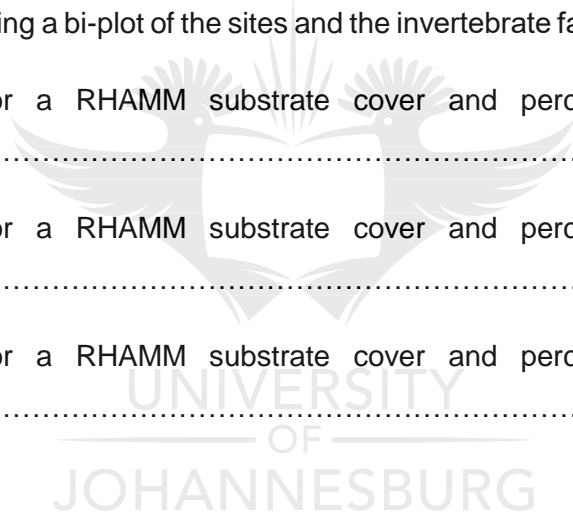 ing a bi-plot of the sites and the invertebrate fa
or a RHAMM substrate cover and perc
……………………………………………………………
or a RHAMM substrate cover and perc
……………………………………………………………
or a RHAMM substrate cover and perc
……………………………………………………………
UNIVERSITY
OF
JOHANNESBURG